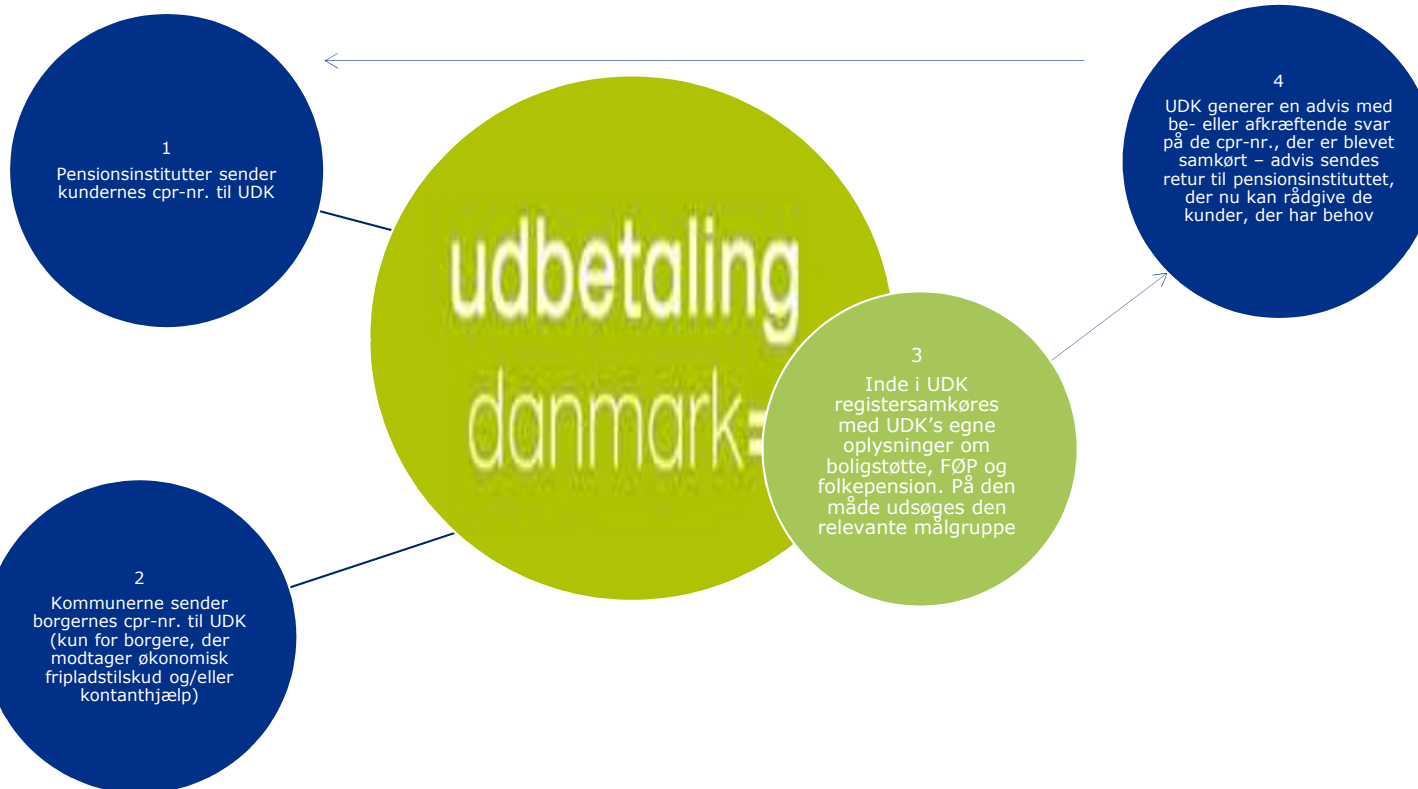 1
Pensionsinstitutter sender
kundernes cpr-nr. til UDK
udbetaling
danmark=
2
Kommunerne sender
borgernes cpr-nr. til UDK
(kun for borgere, der
modtager økonomisk
fripladstilskud og/eller
kontanthjælp)
3
Inde i UDK
registersamkøres
med UDK’s egne
oplysninger om
boligstøtte, FØP og
folkepension. På den
måde udsøges den
relevante målgruppe
4
UDK generer en advis med
be- eller afkræftende svar
på de cpr-nr., der er blevet
samkørt – advis sendes
retur til pensionsinstituttet,
der nu kan rådgive de
kunder, der har behov